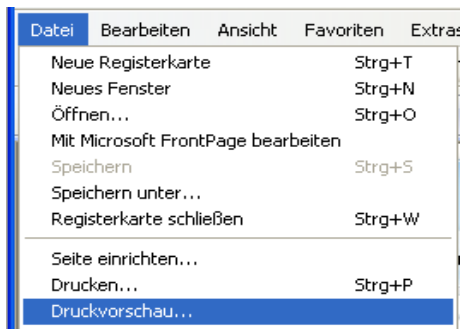 Datei Bearbeiten Ansicht Favoriten Extras
Neue Registerkarte Strg+T
Neues Fenster Strg+N
Öffnen... Strg+O
Mit Microsoft FrontPage bearbeiten
Speichern Strg+S
Speichern unter...
Registerkarte schließen Strg+W
Seite einrichten...
Drucken... Strg+P
Druckvorschau...